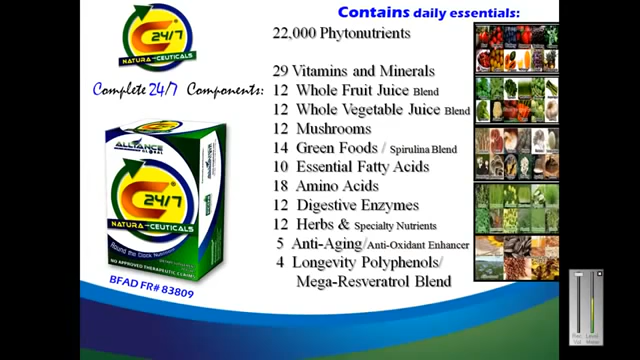 Contains daily essentials:
C 24/7
NATURA-CEUTICALS
Complete 24/7 Components:
22,000 Phytonutrients
29 Vitamins and Minerals
12 Whole Fruit Juice Blend
12 Whole Vegetable Juice Blend
12 Mushrooms
14 Green Foods / Spirulina Blend
10 Essential Fatty Acids
18 Amino Acids
12 Digestive Enzymes
12 Herbs & Specialty Nutrients
5 Anti-Aging/Anti-Oxidant Enhancer
4 Longevity Polyphenols/
Mega-Resveratrol Blend
ALLIANCE
GLOBAL
C 24/7
NATURA-CEUTICALS
Round the Clock
NO APPROVED THERAPEUTIC CLAIMS
BFAD FR# 83809